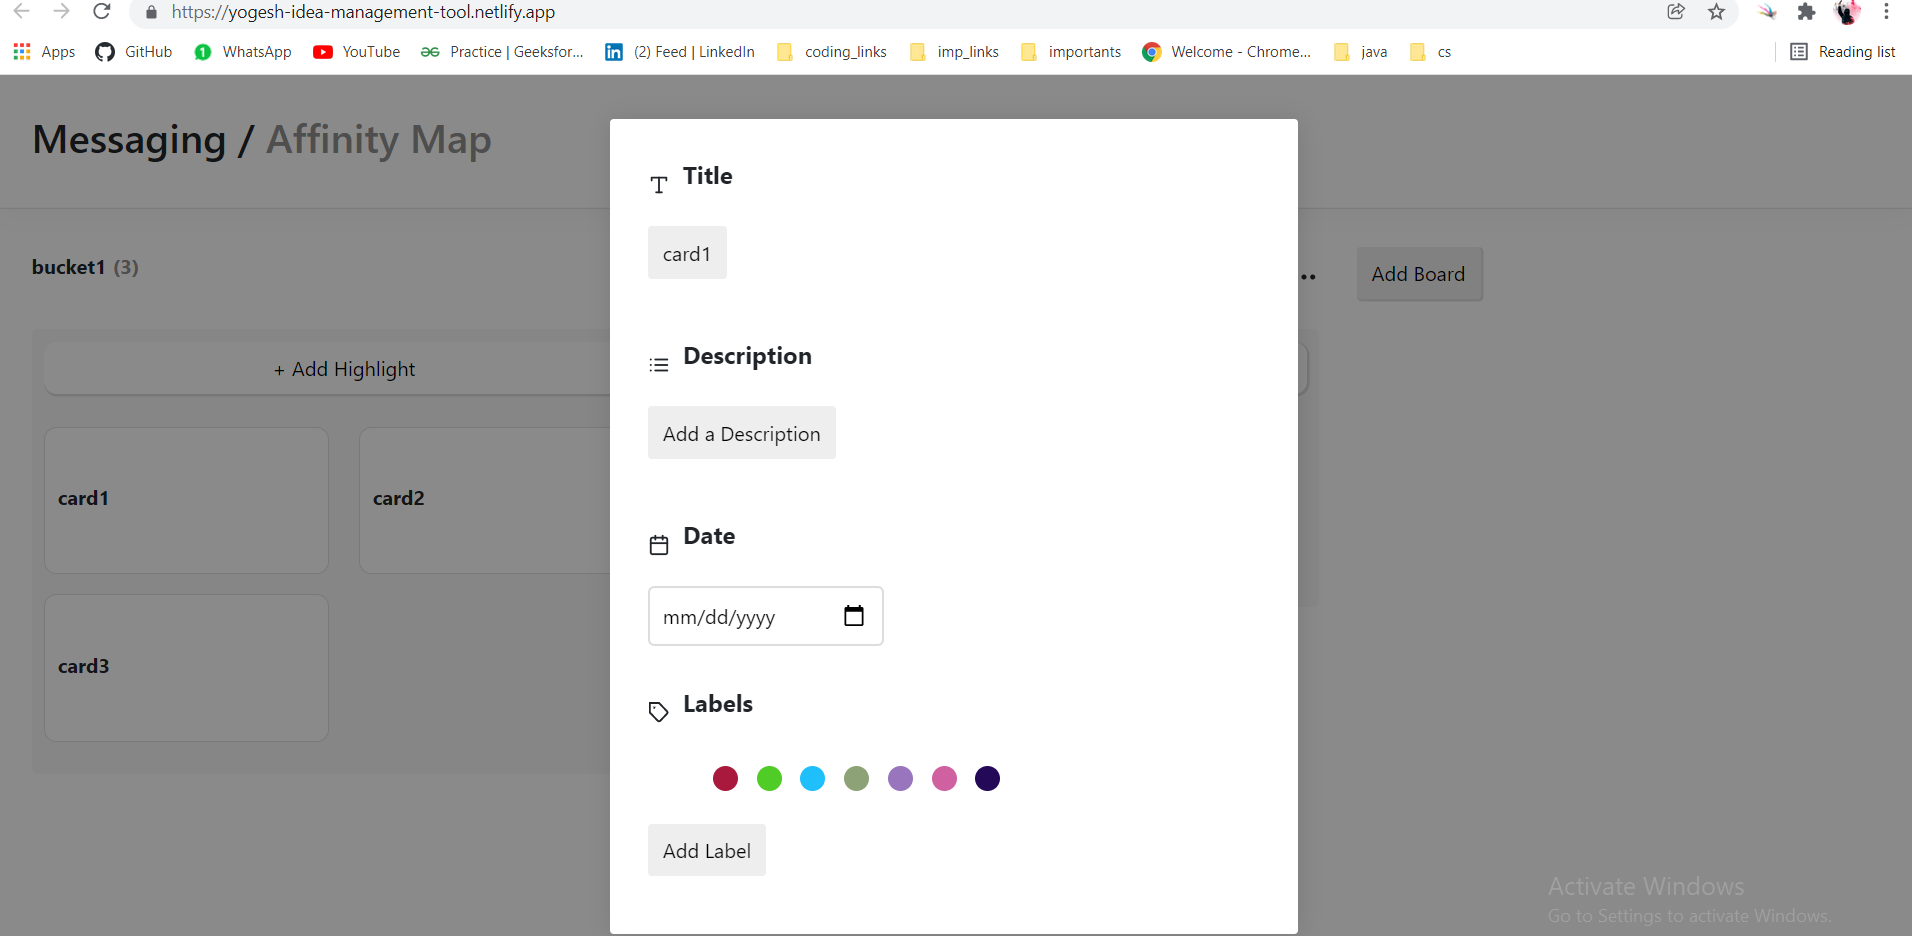 https://yogesh-idea-management-tool.netlify.app
Apps GitHub 1 WhatsApp YouTube Practice | Geeksfor... in (2) Feed | LinkedIn coding_links imp_links importants Welcome - Chrome... java cs Reading list
Messaging / Affinity Map
bucket1 (3)
+ Add Highlight
card1
card2
card3
Title
card1
Description
Add a Description
Date
mm/dd/yyyy
Labels
Add Label
Add Board
Activate Windows
Go to Settings to activate Windows.